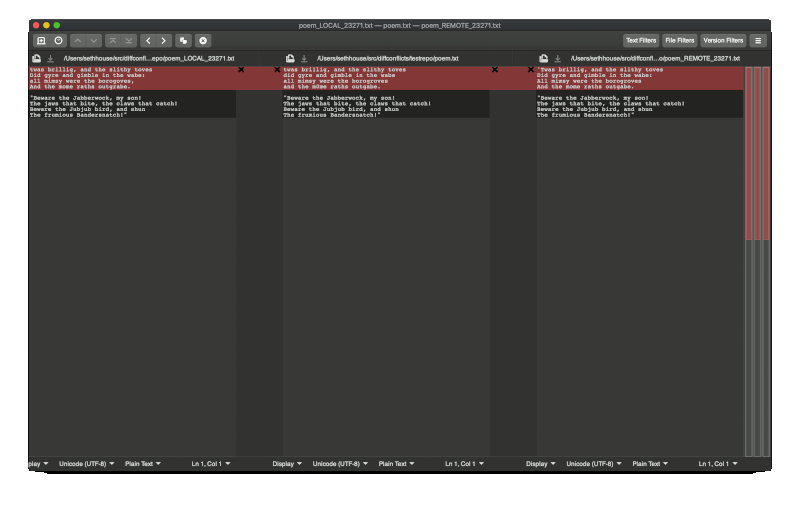 poem_LOCAL_23271.txt — poem.txt — poem_REMOTE_23271.txt
Text Filters File Filters Version Filters
/Users/sethhouse/src/diffconfl...epo/poem_LOCAL_23271.txt
/Users/sethhouse/src/diffconflicts/testrepo/poem.txt
/Users/sethhouse/src/diffconfl...o/poem_REMOTE_23271.txt
twas brillig, and the slithy toves
Did gyre and gimble in the wabe:
all mimsy were the borogoves,
And the mome raths outgrabe.
"Beware the Jabberwock, my son!
The jaws that bite, the claws that catch!
Beware the Jubjub bird, and shun
The frumious Bandersnatch!"
twas brillig, and the slithy toves
did gyre and gimble in the wabe
all mimsy were the borogroves
and the mÖme raths outgabe.
"Beware the Jabberwock, my son!
The jaws that bite, the claws that catch!
Beware the Jubjub bird, and shun
The frumious Bandersnatch!"
'Twas brillig, and the slithy toves
Did gyre and gimble in the wabe:
All mimsy were the borogroves
And the mome raths outgabe.
"Beware the Jabberwock, my son!
The jaws that bite, the claws that catch!
Beware the Jubjub bird, and shun
The frumious Bandersnatch!"
play Unicode (UTF-8) Plain Text Ln 1, Col 1
Display Unicode (UTF-8) Plain Text Ln 1, Col 1
Display Unicode (UTF-8) Plain Text Ln 1, Col 1